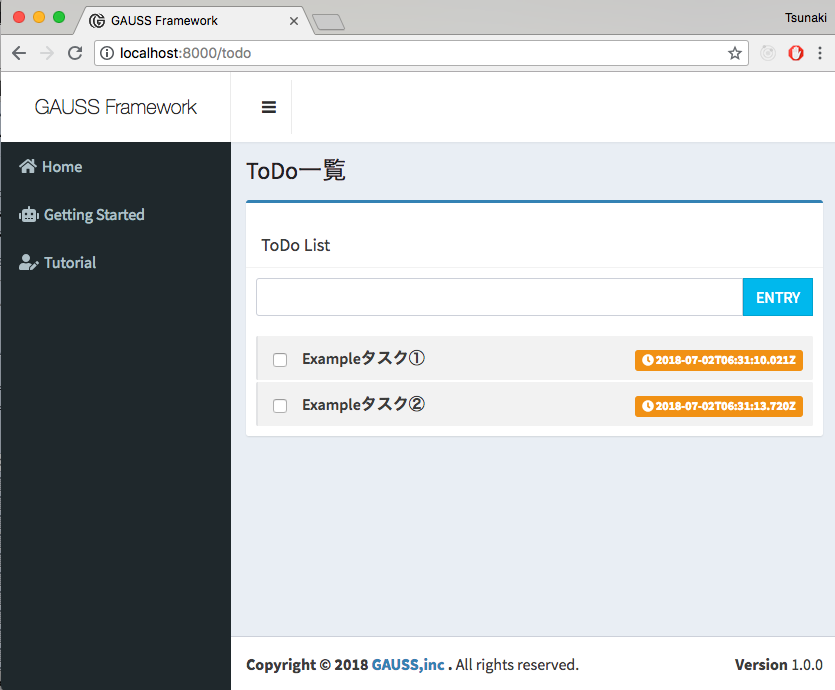 GAUSS Framework
Tsunaki
localhost:8000/todo
GAUSS Framework
Home
Getting Started
Tutorial
ToDo一覧
ToDo List
ENTRY
Exampleタスク①
2018-07-02T06:31:10.021Z
Exampleタスク②
2018-07-02T06:31:13.720Z
Copyright © 2018 GAUSS,inc . All rights reserved.
Version 1.0.0